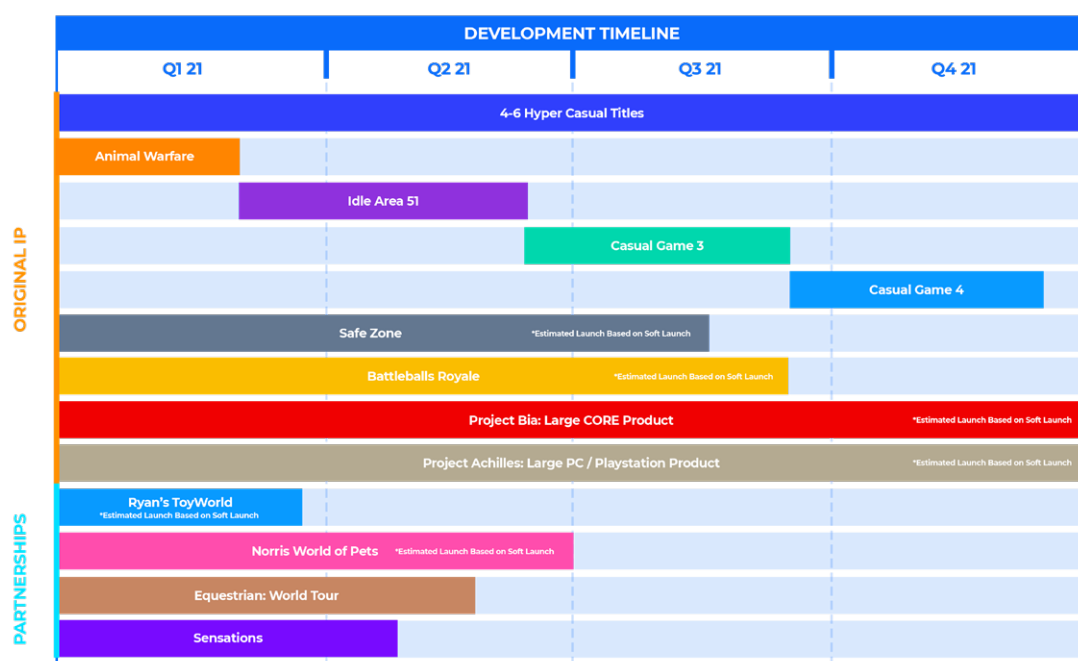 DEVELOPMENT TIMELINE
Q1 21
Q2 21
Q3 21
Q4 21
ORIGINAL IP
4-6 Hyper Casual Titles
Animal Warfare
Idle Area 51
Casual Game 3
Casual Game 4
Safe Zone *Estimated Launch Based on Soft Launch
Battleballs Royale *Estimated Launch Based on Soft Launch
Project Bia: Large CORE Product *Estimated Launch Based on Soft Launch
Project Achilles: Large PC / Playstation Product *Estimated Launch Based on Soft Launch
PARTNERSHIPS
Ryan's ToyWorld
*Estimated Launch Based on Soft Launch
Norris World of Pets *Estimated Launch Based on Soft Launch
Equestrian: World Tour
Sensations